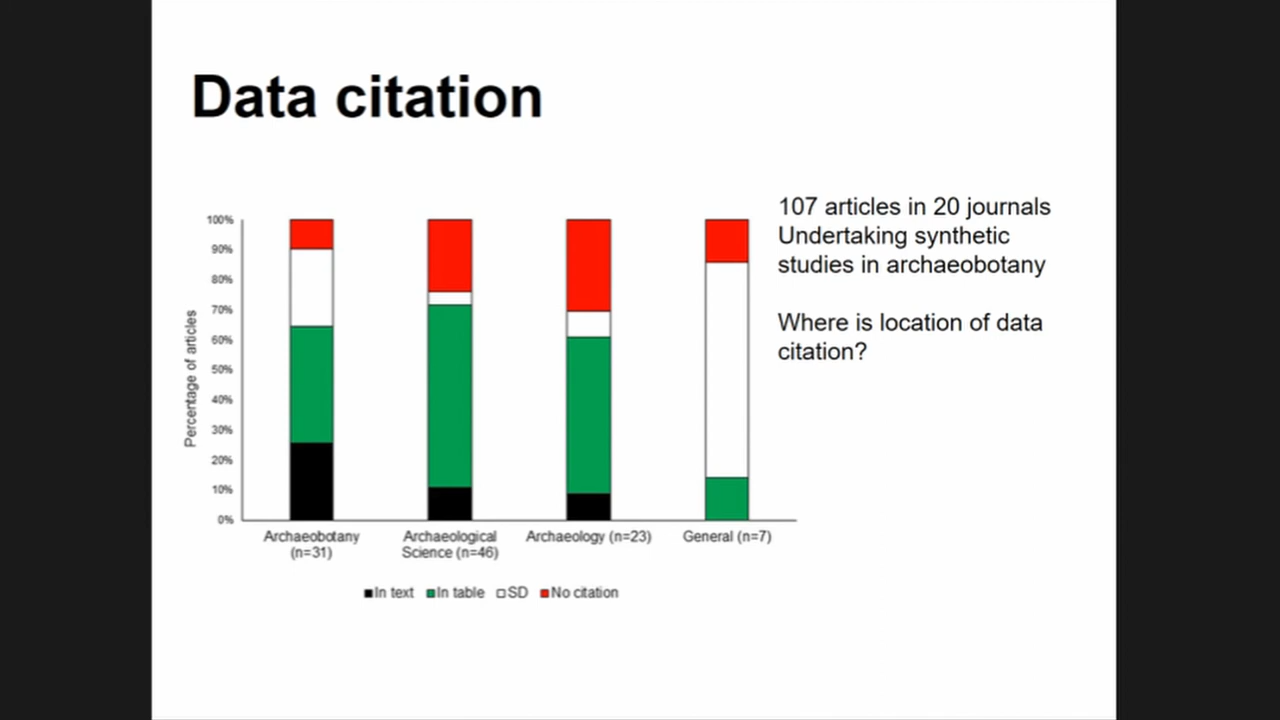 Data citation
107 articles in 20 journals
Undertaking synthetic
studies in archaeobotany
Where is location of data
citation?
Percentage of articles
100%
90%
80%
70%
60%
50%
40%
30%
20%
10%
0%
Archaeobotany
(n=31)
Archaeological
Science (n=46)
Archaeology (n=23)
General (n=7)
In text In table SD No citation